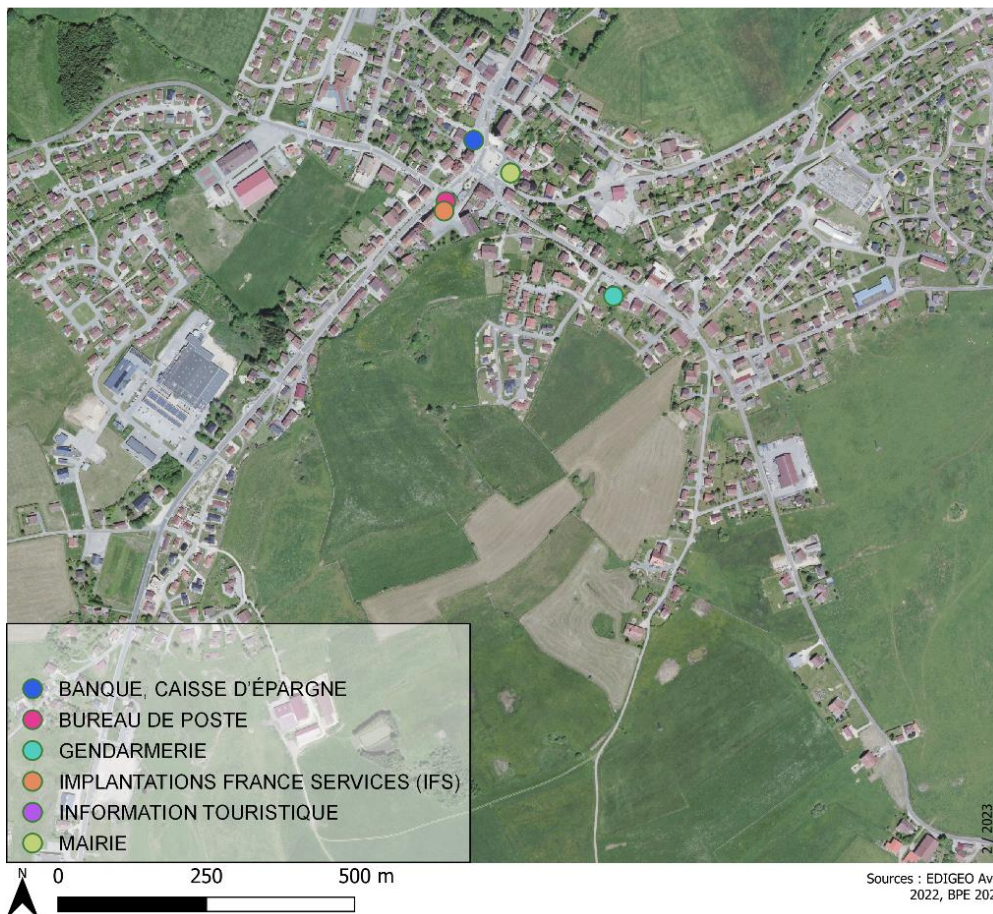 BANQUE, CAISSE D'ÉPARGNE
BUREAU DE POSTE
GENDARMERIE
IMPLANTATIONS FRANCE SERVICES (IFS)
INFORMATION TOURISTIQUE
MAIRIE
2 / 2023
N 0 250 500 m
Sources : EDIGEO Av
2022, BPE 202